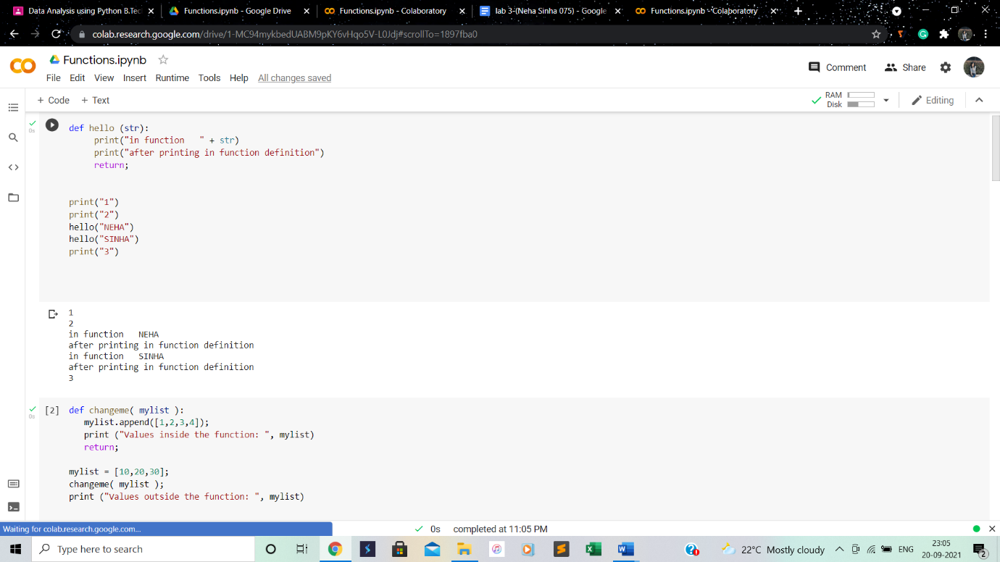 Data Analysis using Python B.Tec
Functions.ipynb - Google Drive
Functions.ipynb - Colaboratory
lab 3-(Neha Sinha 075) - Google
Functions.ipynb - Colaboratory
colab.research.google.com/drive/1-MC94mykbedUABM9pKY6vHqo5V-L0Jdj#scrollTo=1897fba0
Functions.ipynb
File Edit View Insert Runtime Tools Help All changes saved
Comment Share
+ Code + Text
RAM
Disk
Editing
0s
def hello (str):
print("in function   " + str)
print("after printing in function definition")
return;
print("1")
print("2")
hello("NEHA")
hello("SINHA")
print("3")
1
2
in function   NEHA
after printing in function definition
in function   SINHA
after printing in function definition
3
0s
[2] def changeme( mylist ):
mylist.append([1,2,3,4]);
print ("Values inside the function: ", mylist)
return;
mylist = [10,20,30];
changeme( mylist );
print ("Values outside the function: ", mylist)
Waiting for colab.research.google.com...
0s completed at 11:05 PM
Type here to search
22°C Mostly cloudy
ENG
23:05
20-09-2021
2